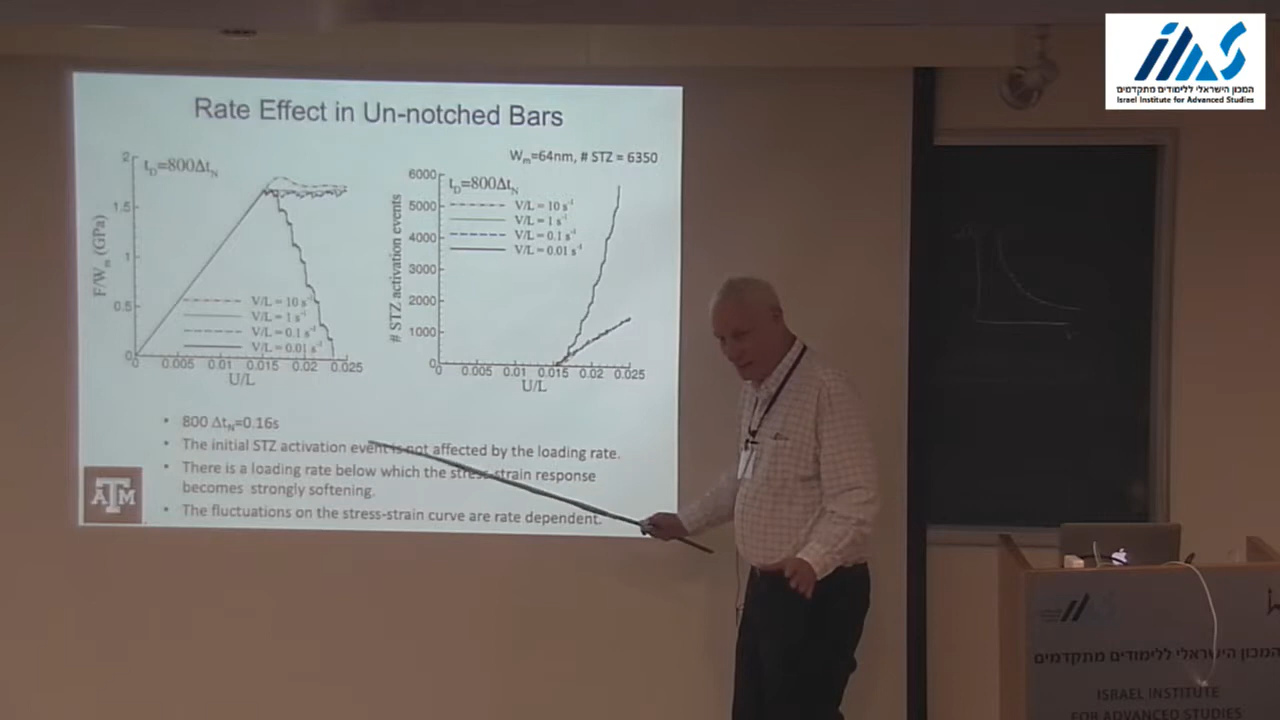 Rate Effect in Un-notched Bars
W_m=64nm, # STZ = 6350
2
1.5
1
0.5
0
F/W_m (GPa)
t_D=800Δt_N
V/L = 10 s^-1
V/L = 1 s^-1
V/L = 0.1 s^-1
V/L = 0.01 s^-1
0 0.005 0.01 0.015 0.02 0.025
U/L
6000
5000
4000
3000
2000
1000
0
# STZ activation events
t_D=800Δt_N
V/L = 10 s^-1
V/L = 1 s^-1
V/L = 0.1 s^-1
V/L = 0.01 s^-1
0 0.005 0.01 0.015 0.02 0.025
U/L
• 800 Δt_N=0.16s
• The initial STZ activation event is not affected by the loading rate.
• There is a loading rate below which the stress-strain response
becomes strongly softening.
• The fluctuations on the stress-strain curve are rate dependent.
ATM
המכון הישראלי ללימודים מתקדמים
Israel Institute for Advanced Studies
המכון הישראלי ללימודים מתקדמים
ISRAEL INSTITUTE
FOR ADVANCED STUDIES